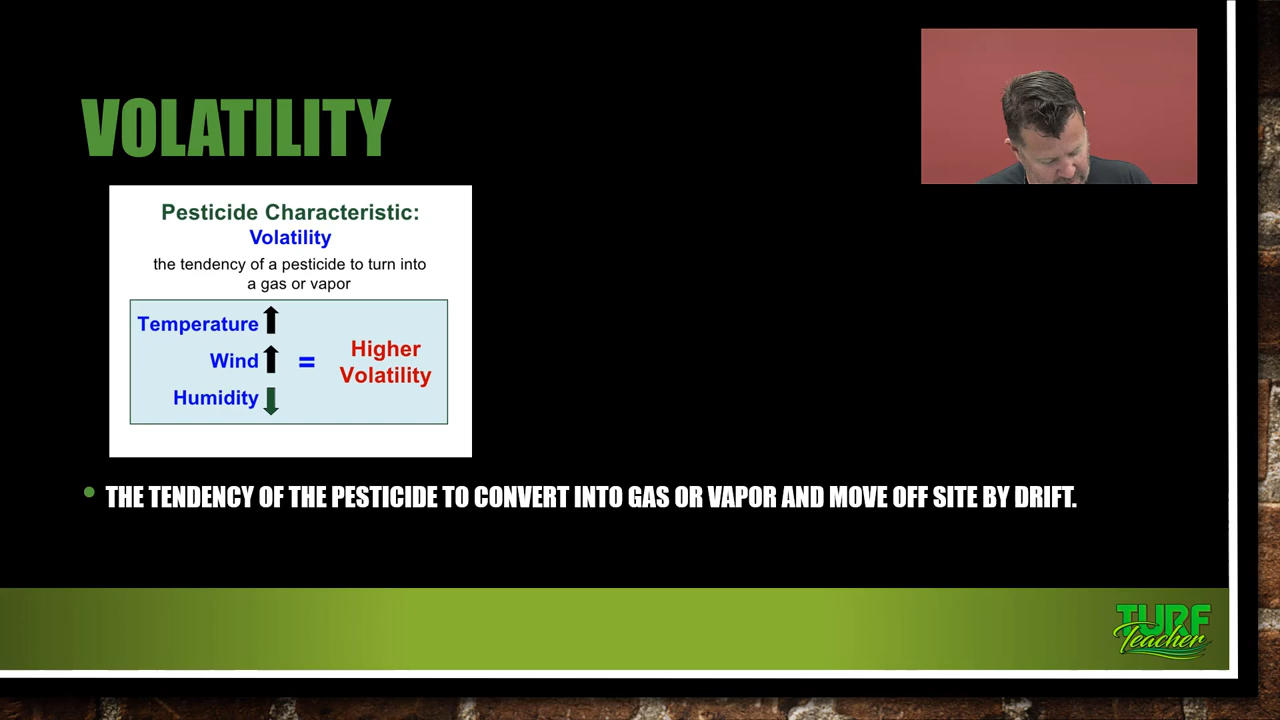 VOLATILITY
Pesticide Characteristic:
Volatility
the tendency of a pesticide to turn into
a gas or vapor
Temperature
Wind
Humidity
=
Higher
Volatility
• THE TENDENCY OF THE PESTICIDE TO CONVERT INTO GAS OR VAPOR AND MOVE OFF SITE BY DRIFT.
TURF
Teacher